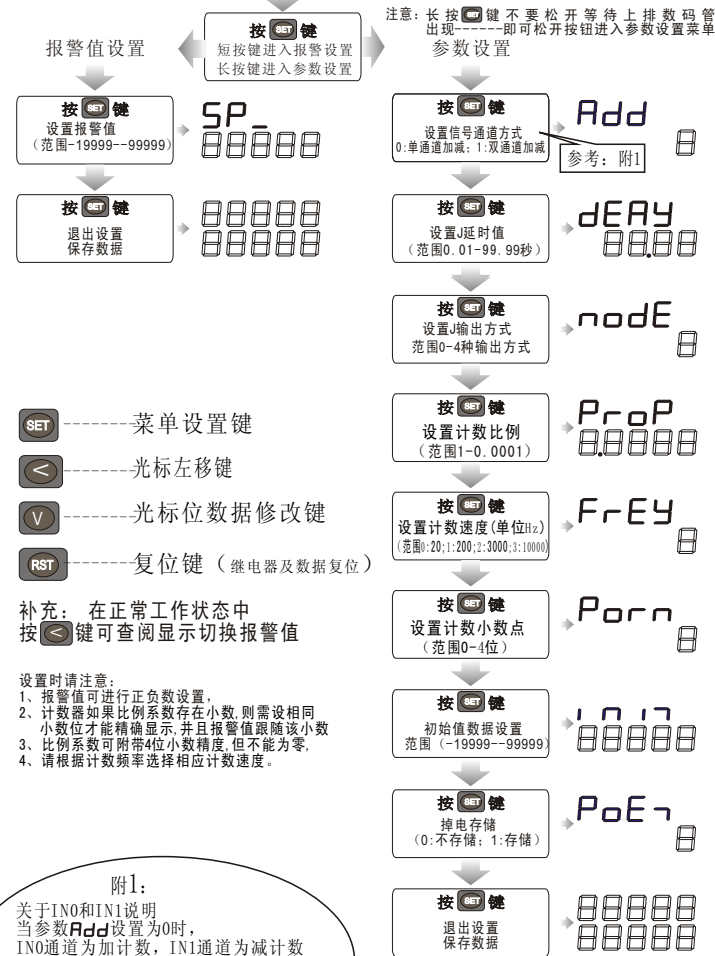 注意：长按SET键不要松开等待上排数码管
出现------即可松开按钮进入参数设置菜单
按SET键
短按键进入报警设置
长按键进入参数设置
报警值设置
按SET键
设置报警值
（范围-19999--99999）
SP_
88888
按SET键
退出设置
保存数据
88888
88888
SET-------菜单设置键
<-------光标左移键
V-------光标位数据修改键
RST-------复位键（继电器及数据复位）
补充： 在正常工作状态中
按<键可查阅显示切换报警值
设置时请注意：
1、报警值可进行正负数设置,
2、计数器如果比例系数存在小数,则需设相同
小数位才能精确显示,并且报警值跟随该小数
3、比例系数可附带4位小数精度,但不能为零,
4、请根据计数频率选择相应计数速度。
附1:
关于IN0和IN1说明
当参数Add设置为0时，
IN0通道为加计数，IN1通道为减计数
参数设置
按SET键
设置信号通道方式
0:单通道加减; 1:双通道加减
参考: 附1
Add
8
按SET键
设置J延时值
（范围0.01-99.99秒）
dEAY
88.88
按SET键
设置J输出方式
范围0-4种输出方式
nodE
8
按SET键
设置计数比例
（范围1-0.0001）
ProP
8.8888
按SET键
设置计数速度(单位Hz)
(范围0:20;1:200;2:3000;3:10000)
FrEY
8
按SET键
设置计数小数点
（范围0-4位）
Porn
8
按SET键
初始值数据设置
范围（-19999--99999）
88888
按SET键
掉电存储
（0:不存储; 1:存储）
8
按SET键
退出设置
保存数据
88888
88888